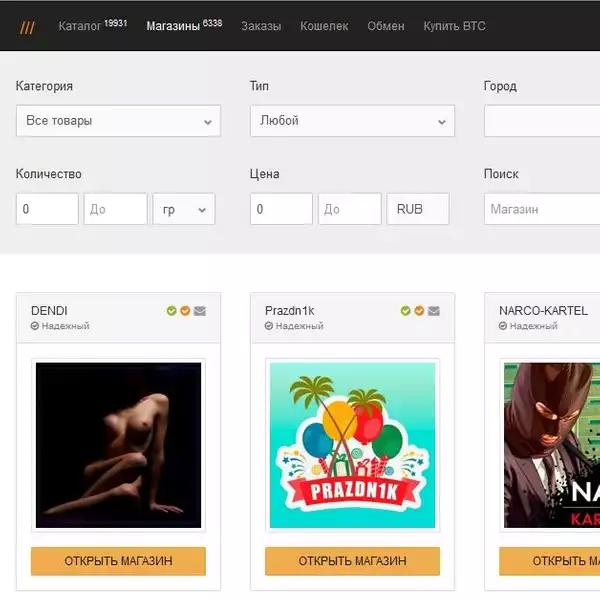 /// Каталог 19931 Магазины 6338 Заказы Кошелек Обмен Купить BTC
Категория Тип Город
Все товары Любой
Количество Цена Поиск
0 До гр 0 До RUB Магазин
DENDI Prazdn1k NARCO-KARTEL
Надежный Надежный Надежный
PRAZDN1K
NA
KAR
ОТКРЫТЬ МАГАЗИН ОТКРЫТЬ МАГАЗИН ОТКРЫТЬ М